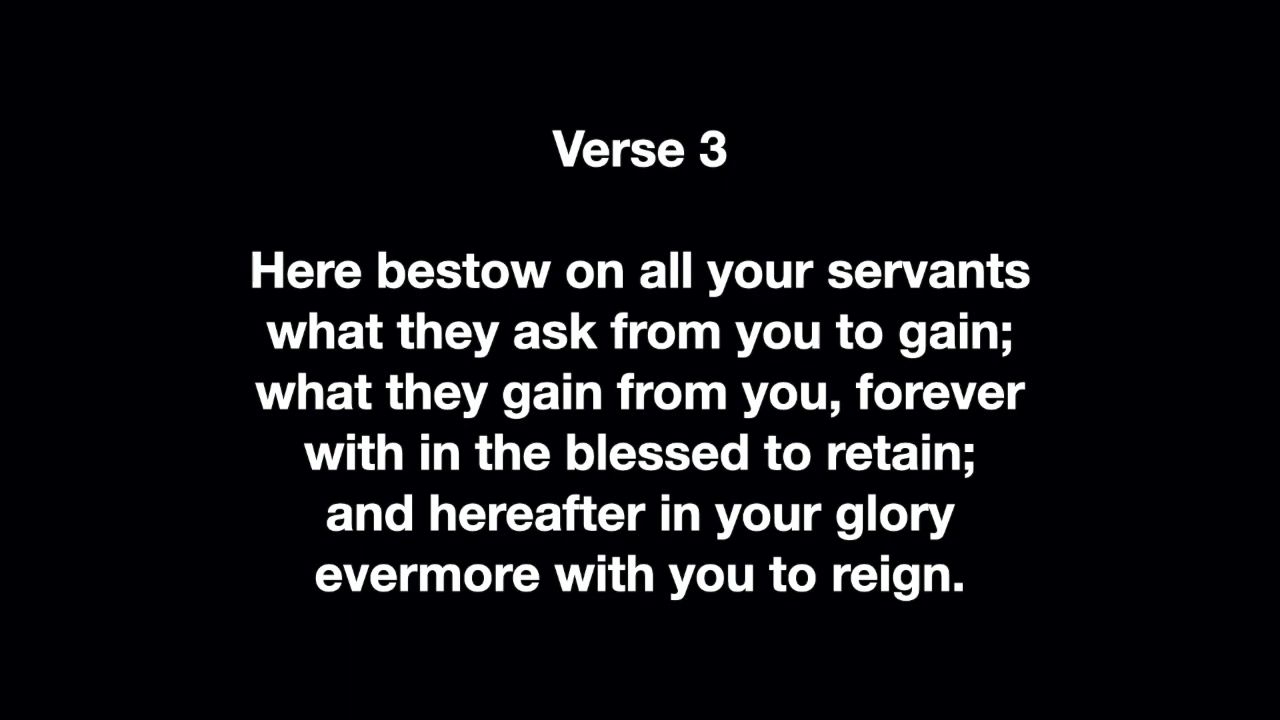 Verse 3
Here bestow on all your servants
what they ask from you to gain;
what they gain from you, forever
with in the blessed to retain;
and hereafter in your glory
evermore with you to reign.